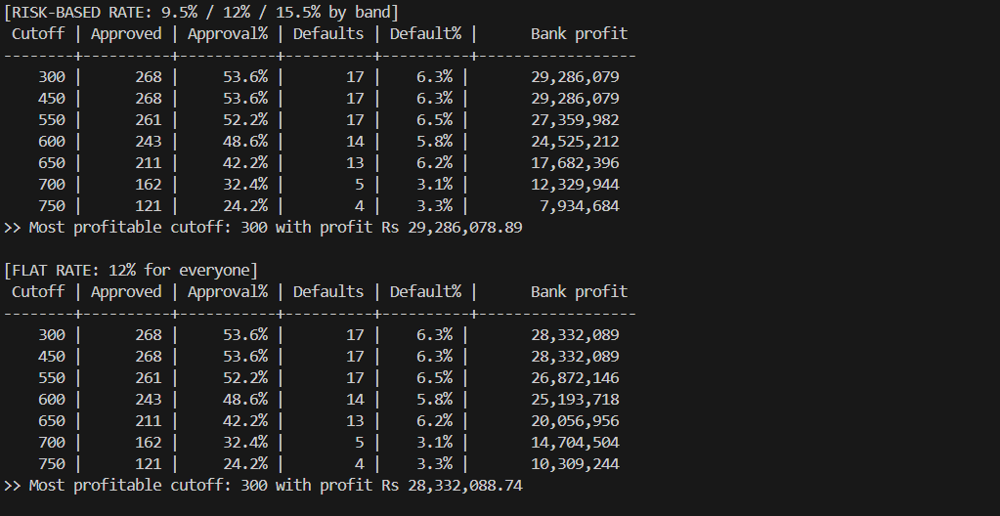 [RISK-BASED RATE: 9.5% / 12% / 15.5% by band]
 Cutoff | Approved | Approval% | Defaults | Default% |      Bank profit
--------+----------+-----------+----------+----------+------------------
    300 |      268 |     53.6% |       17 |     6.3% |       29,286,079
    450 |      268 |     53.6% |       17 |     6.3% |       29,286,079
    550 |      261 |     52.2% |       17 |     6.5% |       27,359,982
    600 |      243 |     48.6% |       14 |     5.8% |       24,525,212
    650 |      211 |     42.2% |       13 |     6.2% |       17,682,396
    700 |      162 |     32.4% |        5 |     3.1% |       12,329,944
    750 |      121 |     24.2% |        4 |     3.3% |        7,934,684
>> Most profitable cutoff: 300 with profit Rs 29,286,078.89

[FLAT RATE: 12% for everyone]
 Cutoff | Approved | Approval% | Defaults | Default% |      Bank profit
--------+----------+-----------+----------+----------+------------------
    300 |      268 |     53.6% |       17 |     6.3% |       28,332,089
    450 |      268 |     53.6% |       17 |     6.3% |       28,332,089
    550 |      261 |     52.2% |       17 |     6.5% |       26,872,146
    600 |      243 |     48.6% |       14 |     5.8% |       25,193,718
    650 |      211 |     42.2% |       13 |     6.2% |       20,056,956
    700 |      162 |     32.4% |        5 |     3.1% |       14,704,504
    750 |      121 |     24.2% |        4 |     3.3% |       10,309,244
>> Most profitable cutoff: 300 with profit Rs 28,332,088.74